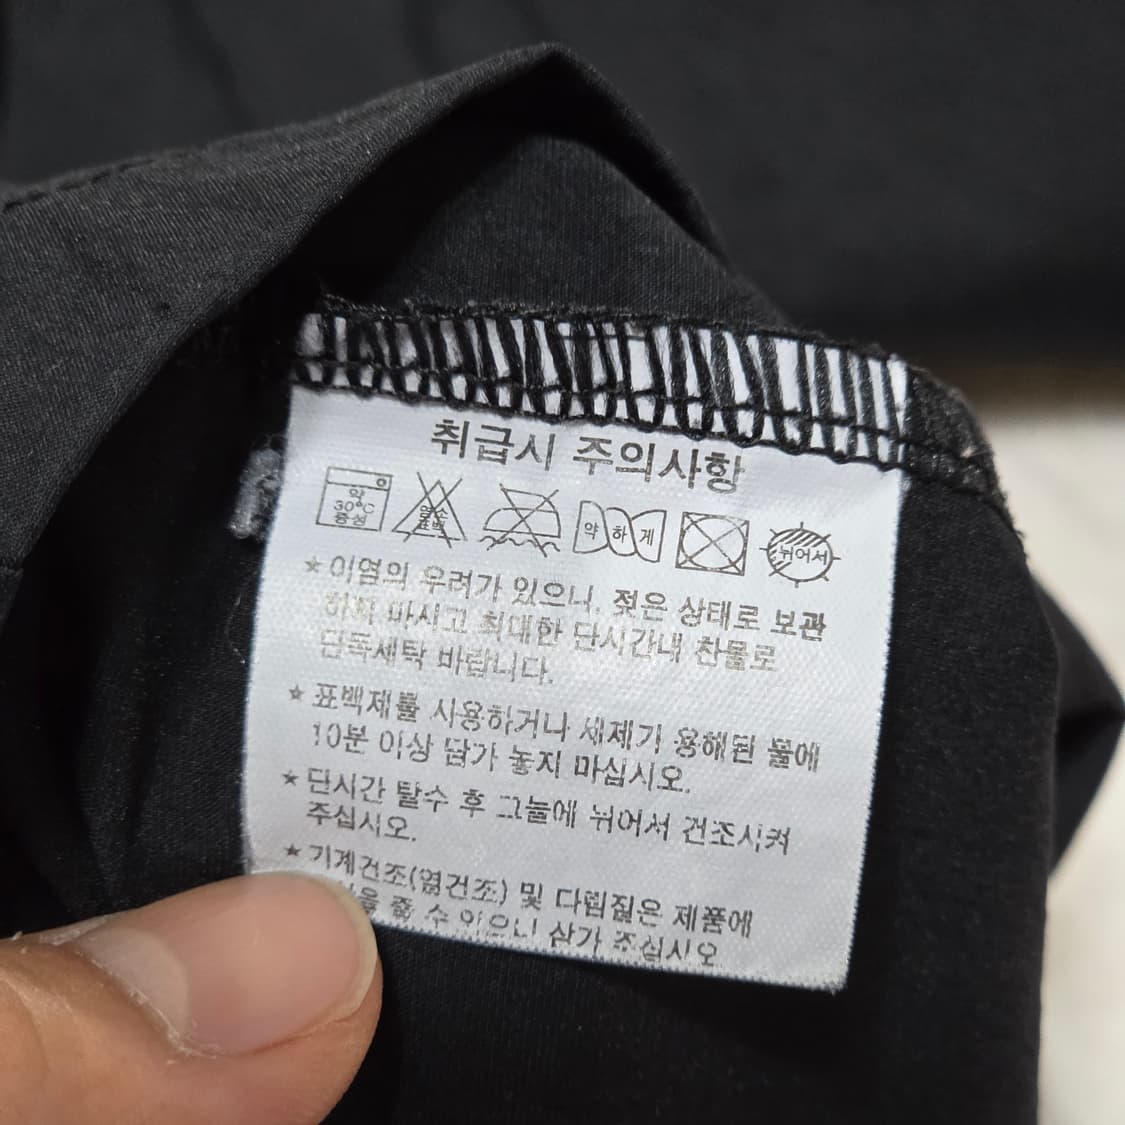 취급시 주의사항
약 30℃ 중성
염소 표백
약하게
뉘어서
★이염의 우려가 있으니, 젖은 상태로 보관
하지 마시고 최대한 단시간내 찬물로
단독세탁 바랍니다.
★표백제를 사용하거나 세제가 용해된 물에
10분 이상 담가 놓지 마십시오.
★단시간 탈수 후 그늘에 뉘어서 건조시켜
주십시오.
★기계건조(열건조) 및 다림질은 제품에
을 줄 수 있으니 삼가 주십시오